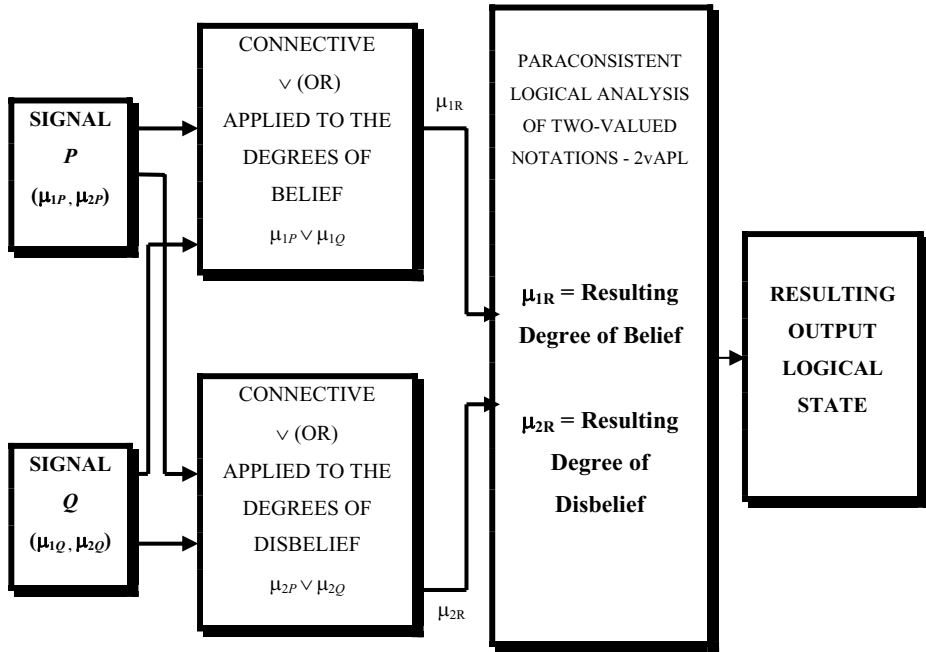 SIGNAL
P
(μ1P, μ2P)
SIGNAL
Q
(μ1Q, μ2Q)
CONNECTIVE
∨ (OR)
APPLIED TO THE
DEGREES OF
BELIEF
μ1P ∨ μ1Q
μ1R
CONNECTIVE
∨ (OR)
APPLIED TO THE
DEGREES OF
DISBELIEF
μ2P ∨ μ2Q
μ2R
PARACONSISTENT
LOGICAL ANALYSIS
OF TWO-VALUED
NOTATIONS - 2vAPL
μ1R = Resulting
Degree of Belief
μ2R = Resulting
Degree of
Disbelief
RESULTING
OUTPUT
LOGICAL
STATE